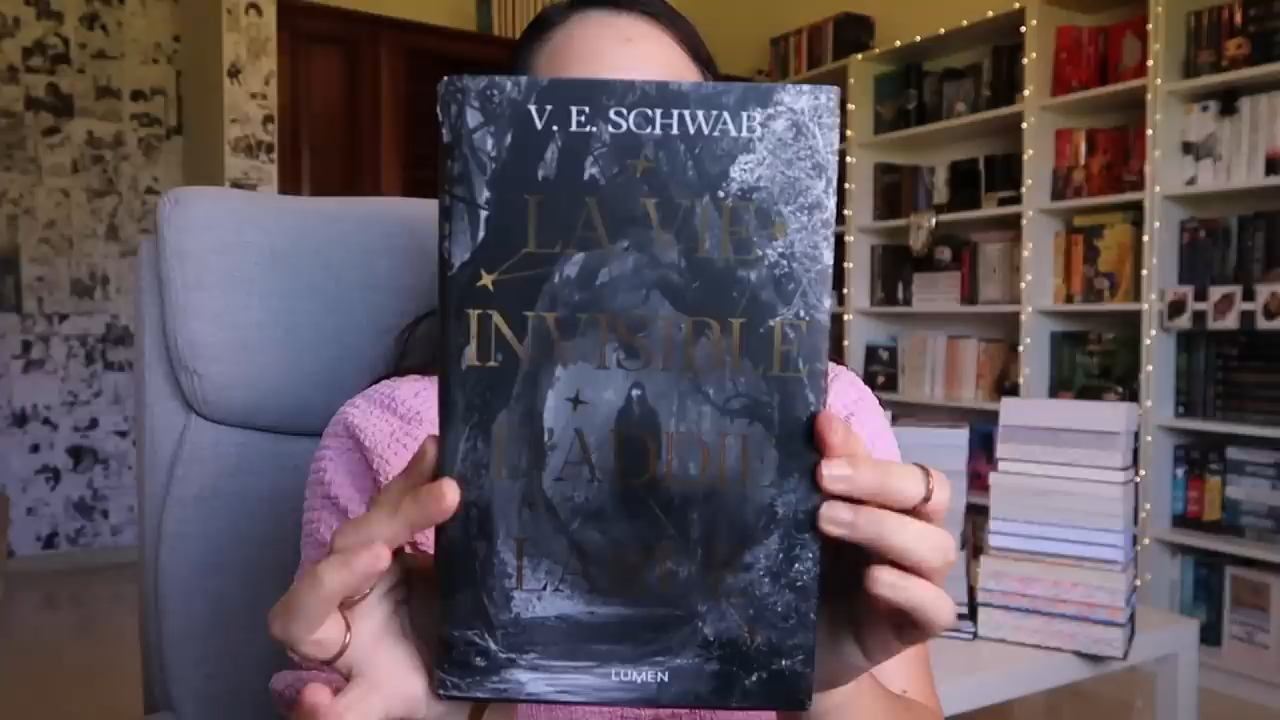 V. E. SCHWAB
LA VIE
INVISIBLE
D'ADDIE
LARUE
LUMEN